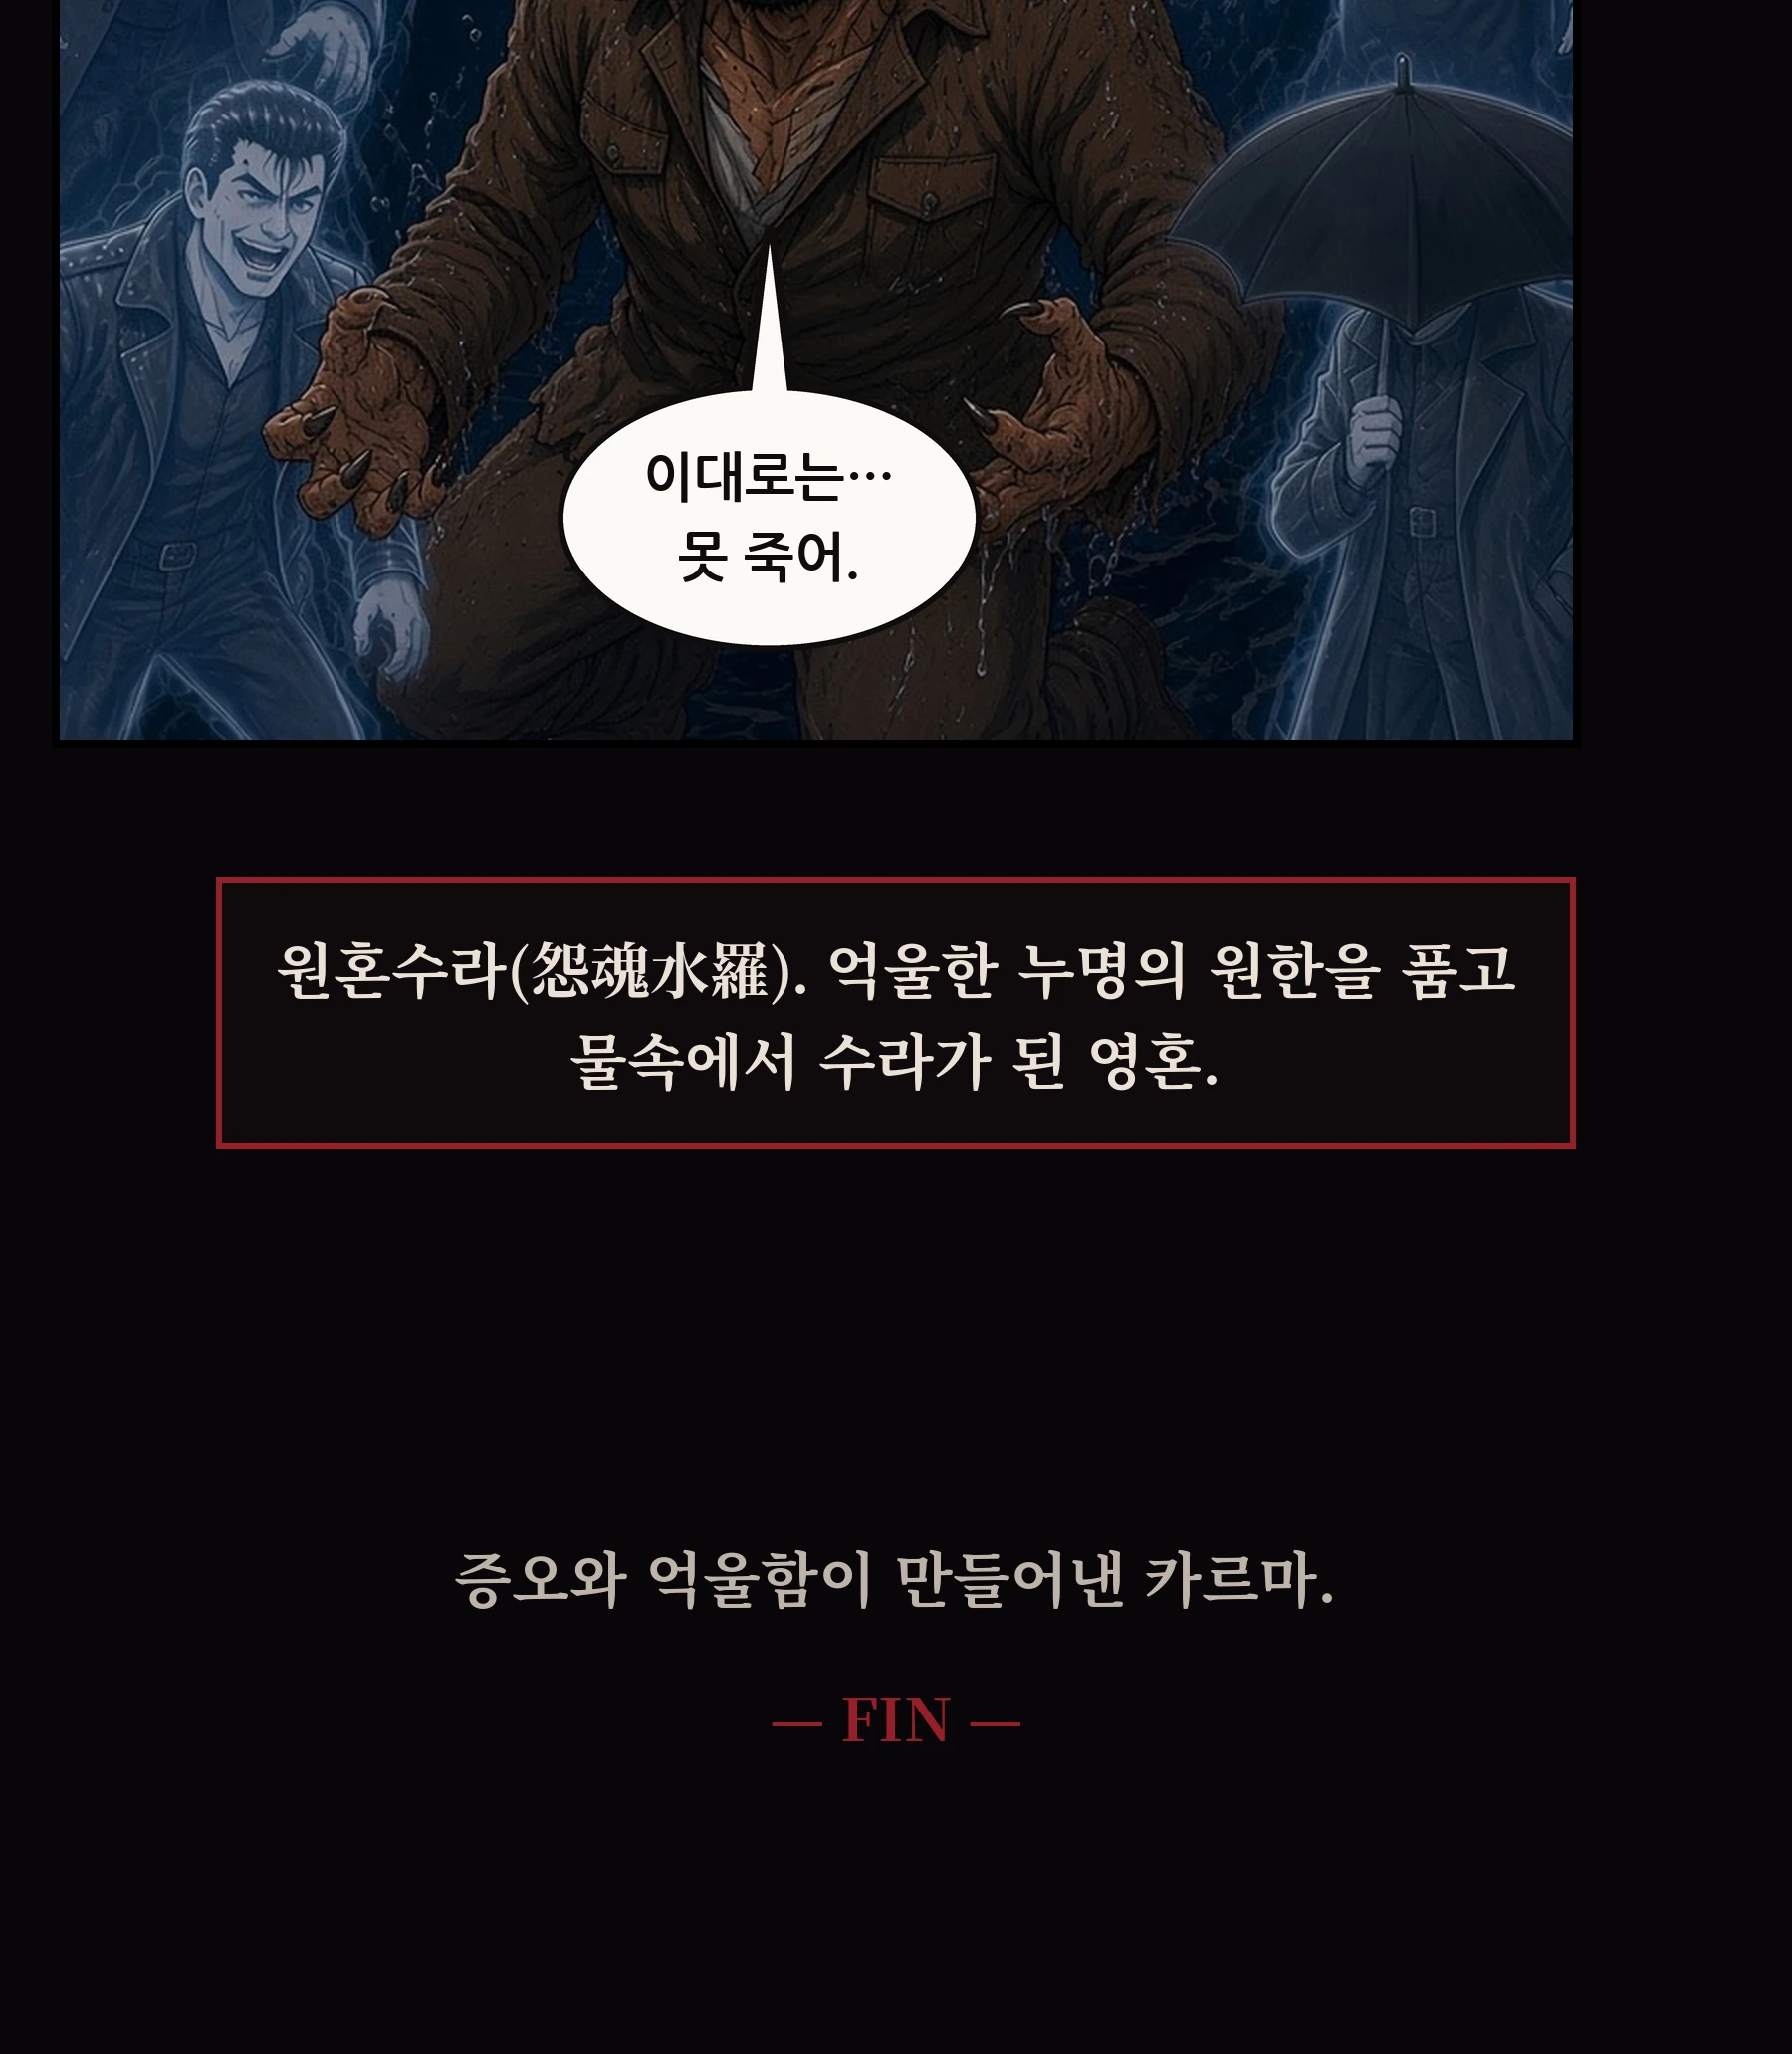 이대로는…
못 죽어.
원혼수라(怨魂水羅). 억울한 누명의 원한을 품고
물속에서 수라가 된 영혼.
증오와 억울함이 만들어낸 카르마.
— FIN —